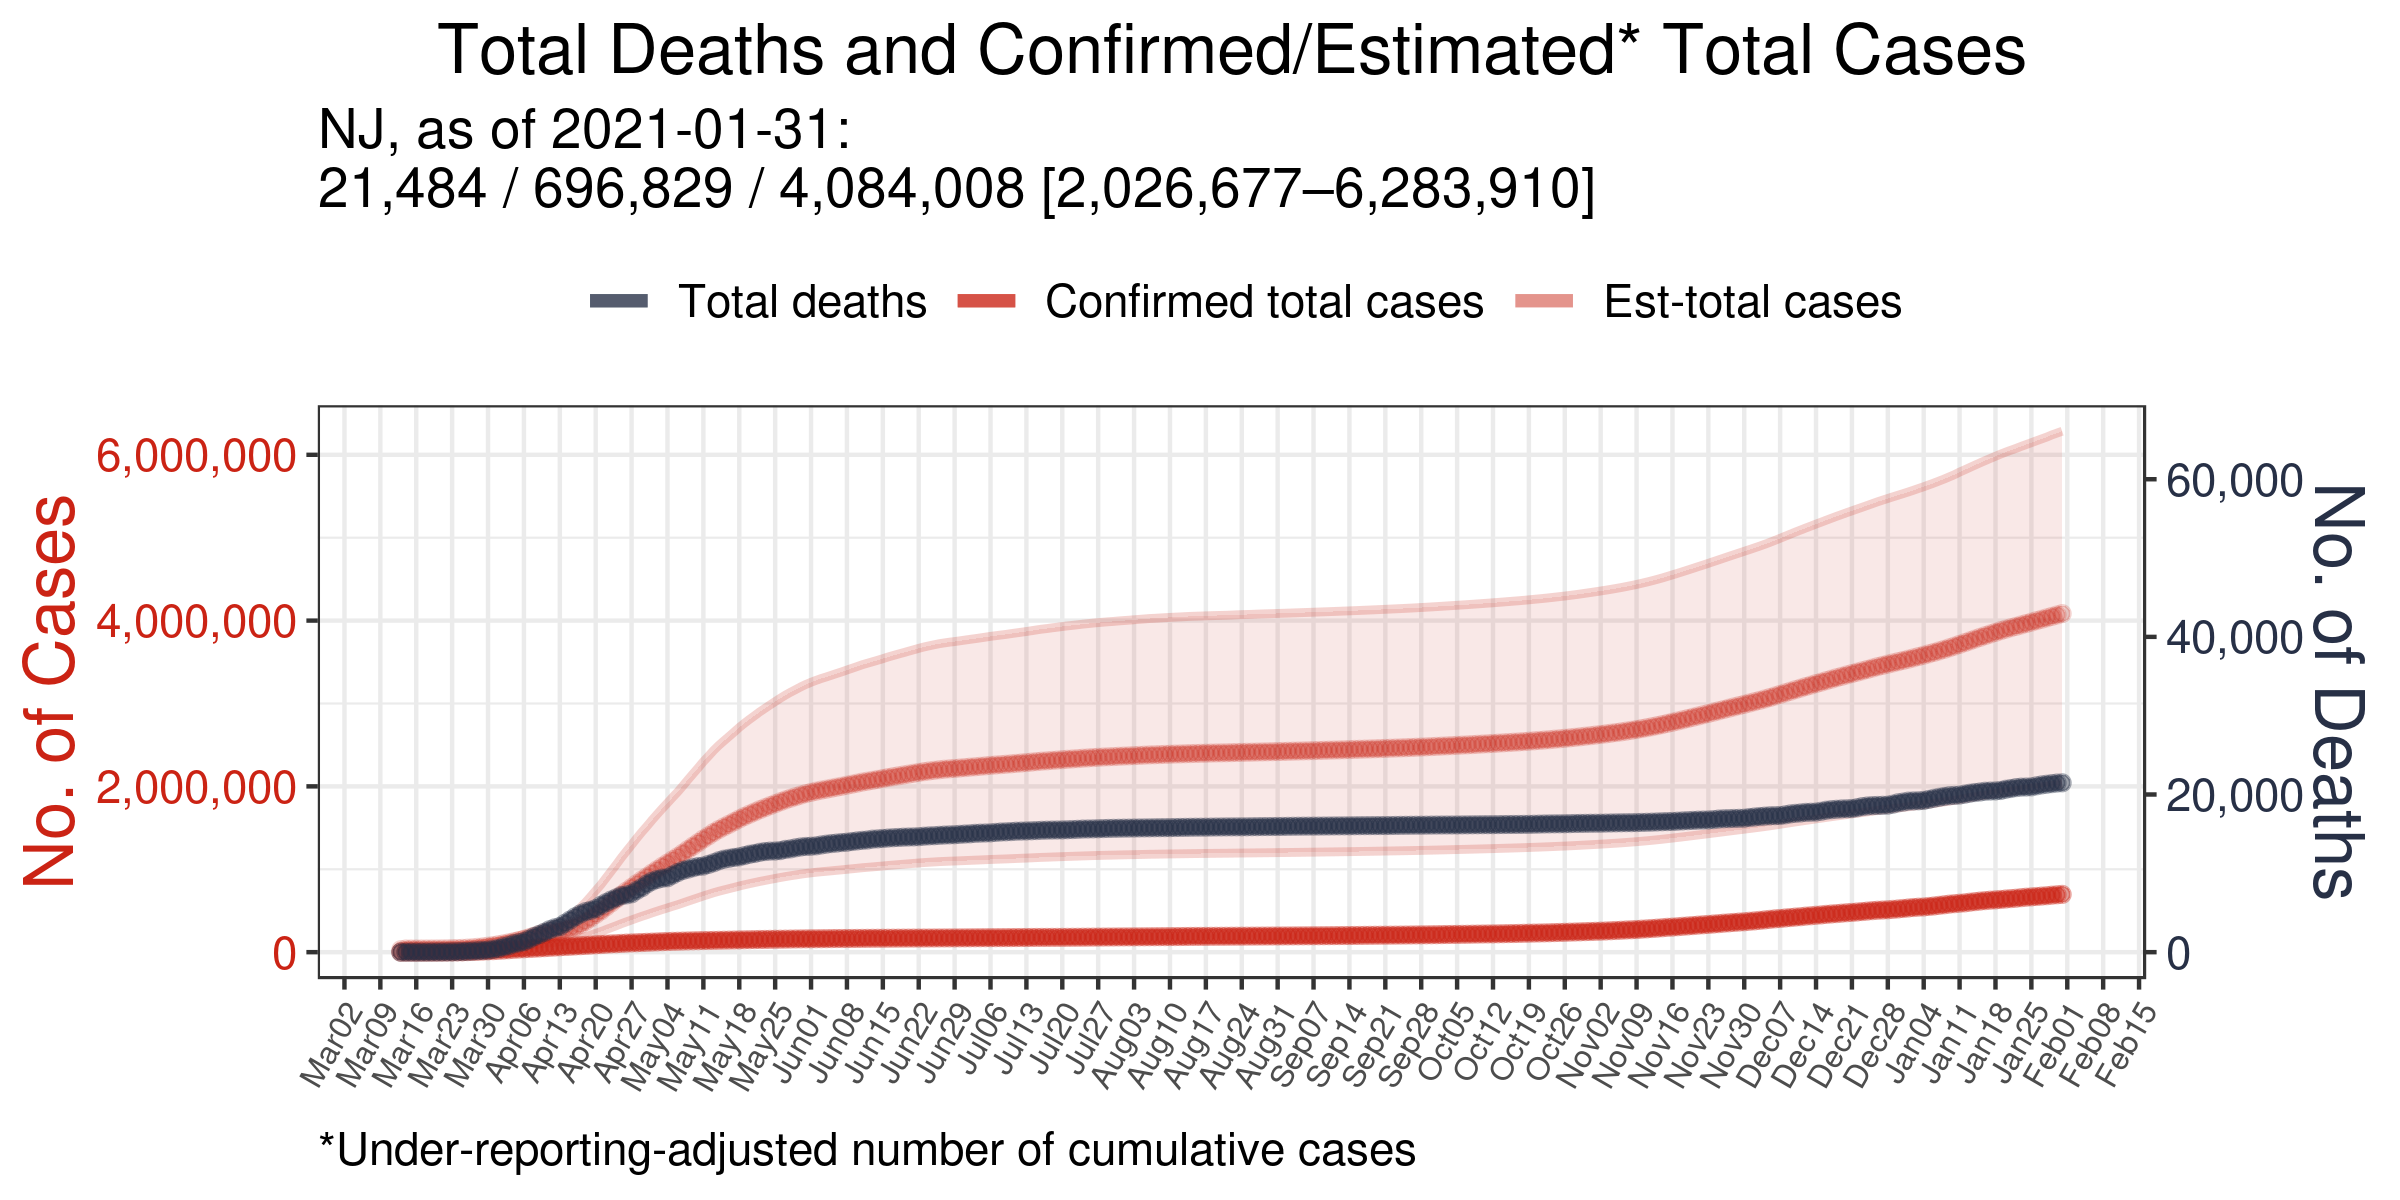 Total Deaths and Confirmed/Estimated* Total Cases
NJ, as of 2021-01-31:
21,484 / 696,829 / 4,084,008 [2,026,677–6,283,910]
Total deaths
Confirmed total cases
Est-total cases
No. of Cases
6,000,000
4,000,000
2,000,000
0
60,000
40,000
20,000
0
No. of Deaths
Mar02
Mar09
Mar16
Mar23
Mar30
Apr06
Apr13
Apr20
Apr27
May04
May11
May18
May25
Jun01
Jun08
Jun15
Jun22
Jun29
Jul06
Jul13
Jul20
Jul27
Aug03
Aug10
Aug17
Aug24
Aug31
Sep07
Sep14
Sep21
Sep28
Oct05
Oct12
Oct19
Oct26
Nov02
Nov09
Nov16
Nov23
Nov30
Dec07
Dec14
Dec21
Dec28
Jan04
Jan11
Jan18
Jan25
Feb01
Feb08
Feb15
*Under-reporting-adjusted number of cumulative cases